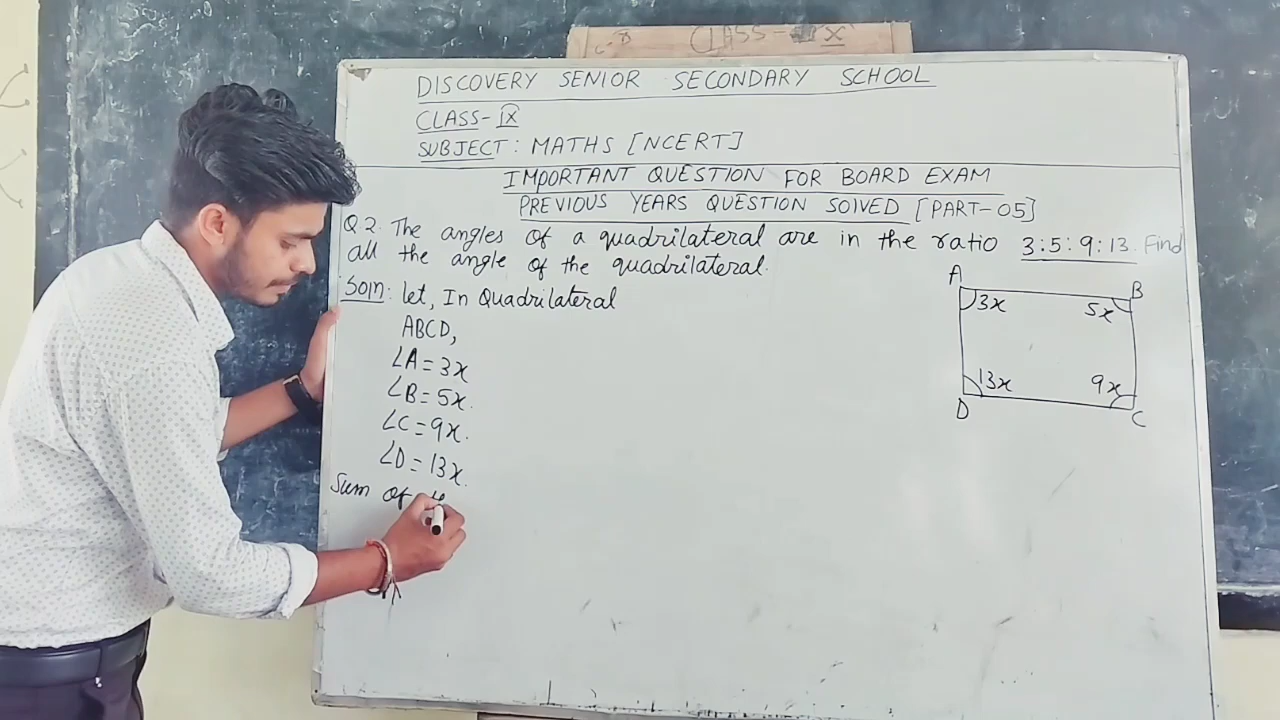 CLASS - X
DISCOVERY SENIOR SECONDARY SCHOOL
CLASS- IX
SUBJECT : MATHS [NCERT]
IMPORTANT QUESTION FOR BOARD EXAM
PREVIOUS YEARS QUESTION SOLVED [PART-05]
Q 2. The angles of a quadrilateral are in the ratio 3:5:9:13. Find
all the angle of the quadrilateral.
Soln: let, In Quadrilateral
ABCD,
∠A = 3x
∠B = 5x.
∠C = 9x.
∠D = 13x.
Sum of
A B
3x 5x
13x 9x
D C